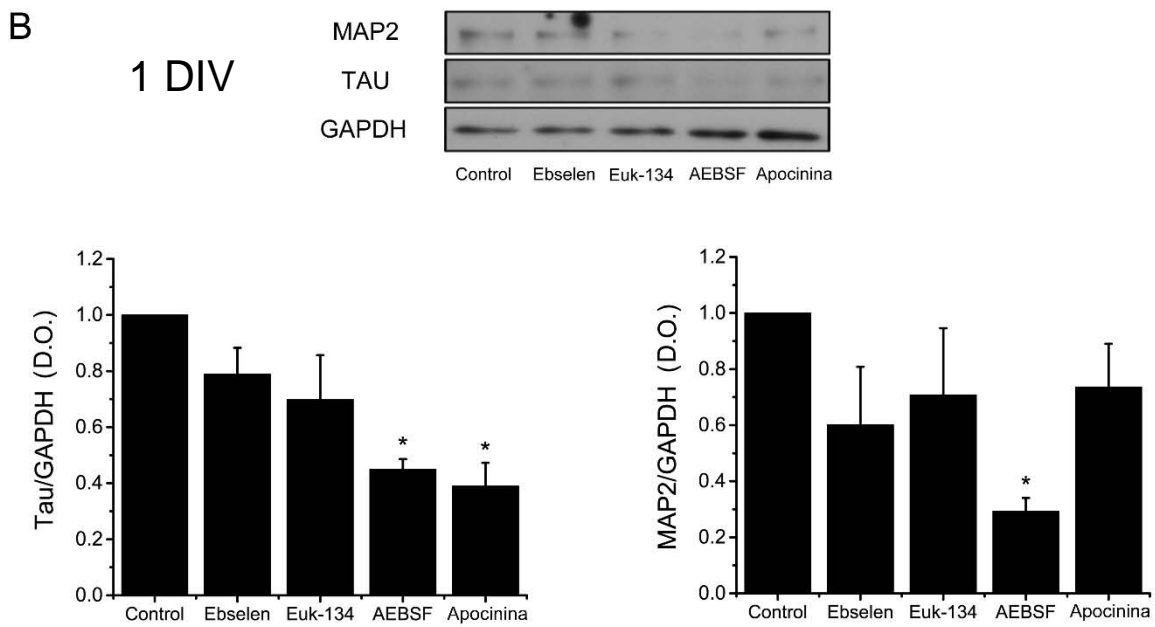 B
1 DIV
MAP2
TAU
GAPDH
Control Ebselen Euk-134 AEBSF Apocinina
Tau/GAPDH (D.O.)
1.2
1.0
0.8
0.6
0.4
0.2
0.0
* *
Control Ebselen Euk-134 AEBSF Apocinina
MAP2/GAPDH (D.O.)
1.2
1.0
0.8
0.6
0.4
0.2
0.0
*
Control Ebselen Euk-134 AEBSF Apocinina